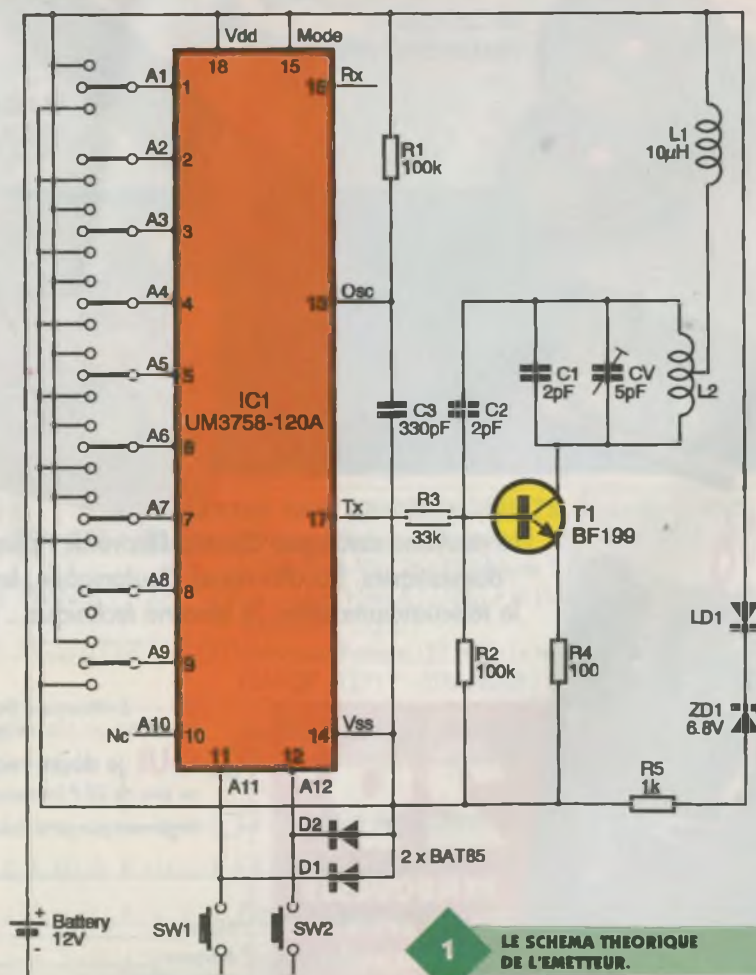 Vdd
Mode
18
15
A1
1
16
Rx
A2
2
A3
3
A4
4
13
Osc
A5
5
A6
6
IC1
UM3758-120A
A7
7
17
Tx
A8
8
A9
9
Nc
A10
10
14
Vss
11
12
A11
A12
R1
100k
L1
10µH
C3
330pF
C2
2pF
C1
2pF
CV
5pF
L2
R3
33k
T1
BF199
R2
100k
R4
100
LD1
ZD1
6.8V
R5
1k
D2
D1
2 x BAT85
+
Battery
12V
-
SW1
SW2
1
LE SCHEMA THEORIQUE
DE L'EMETTEUR.